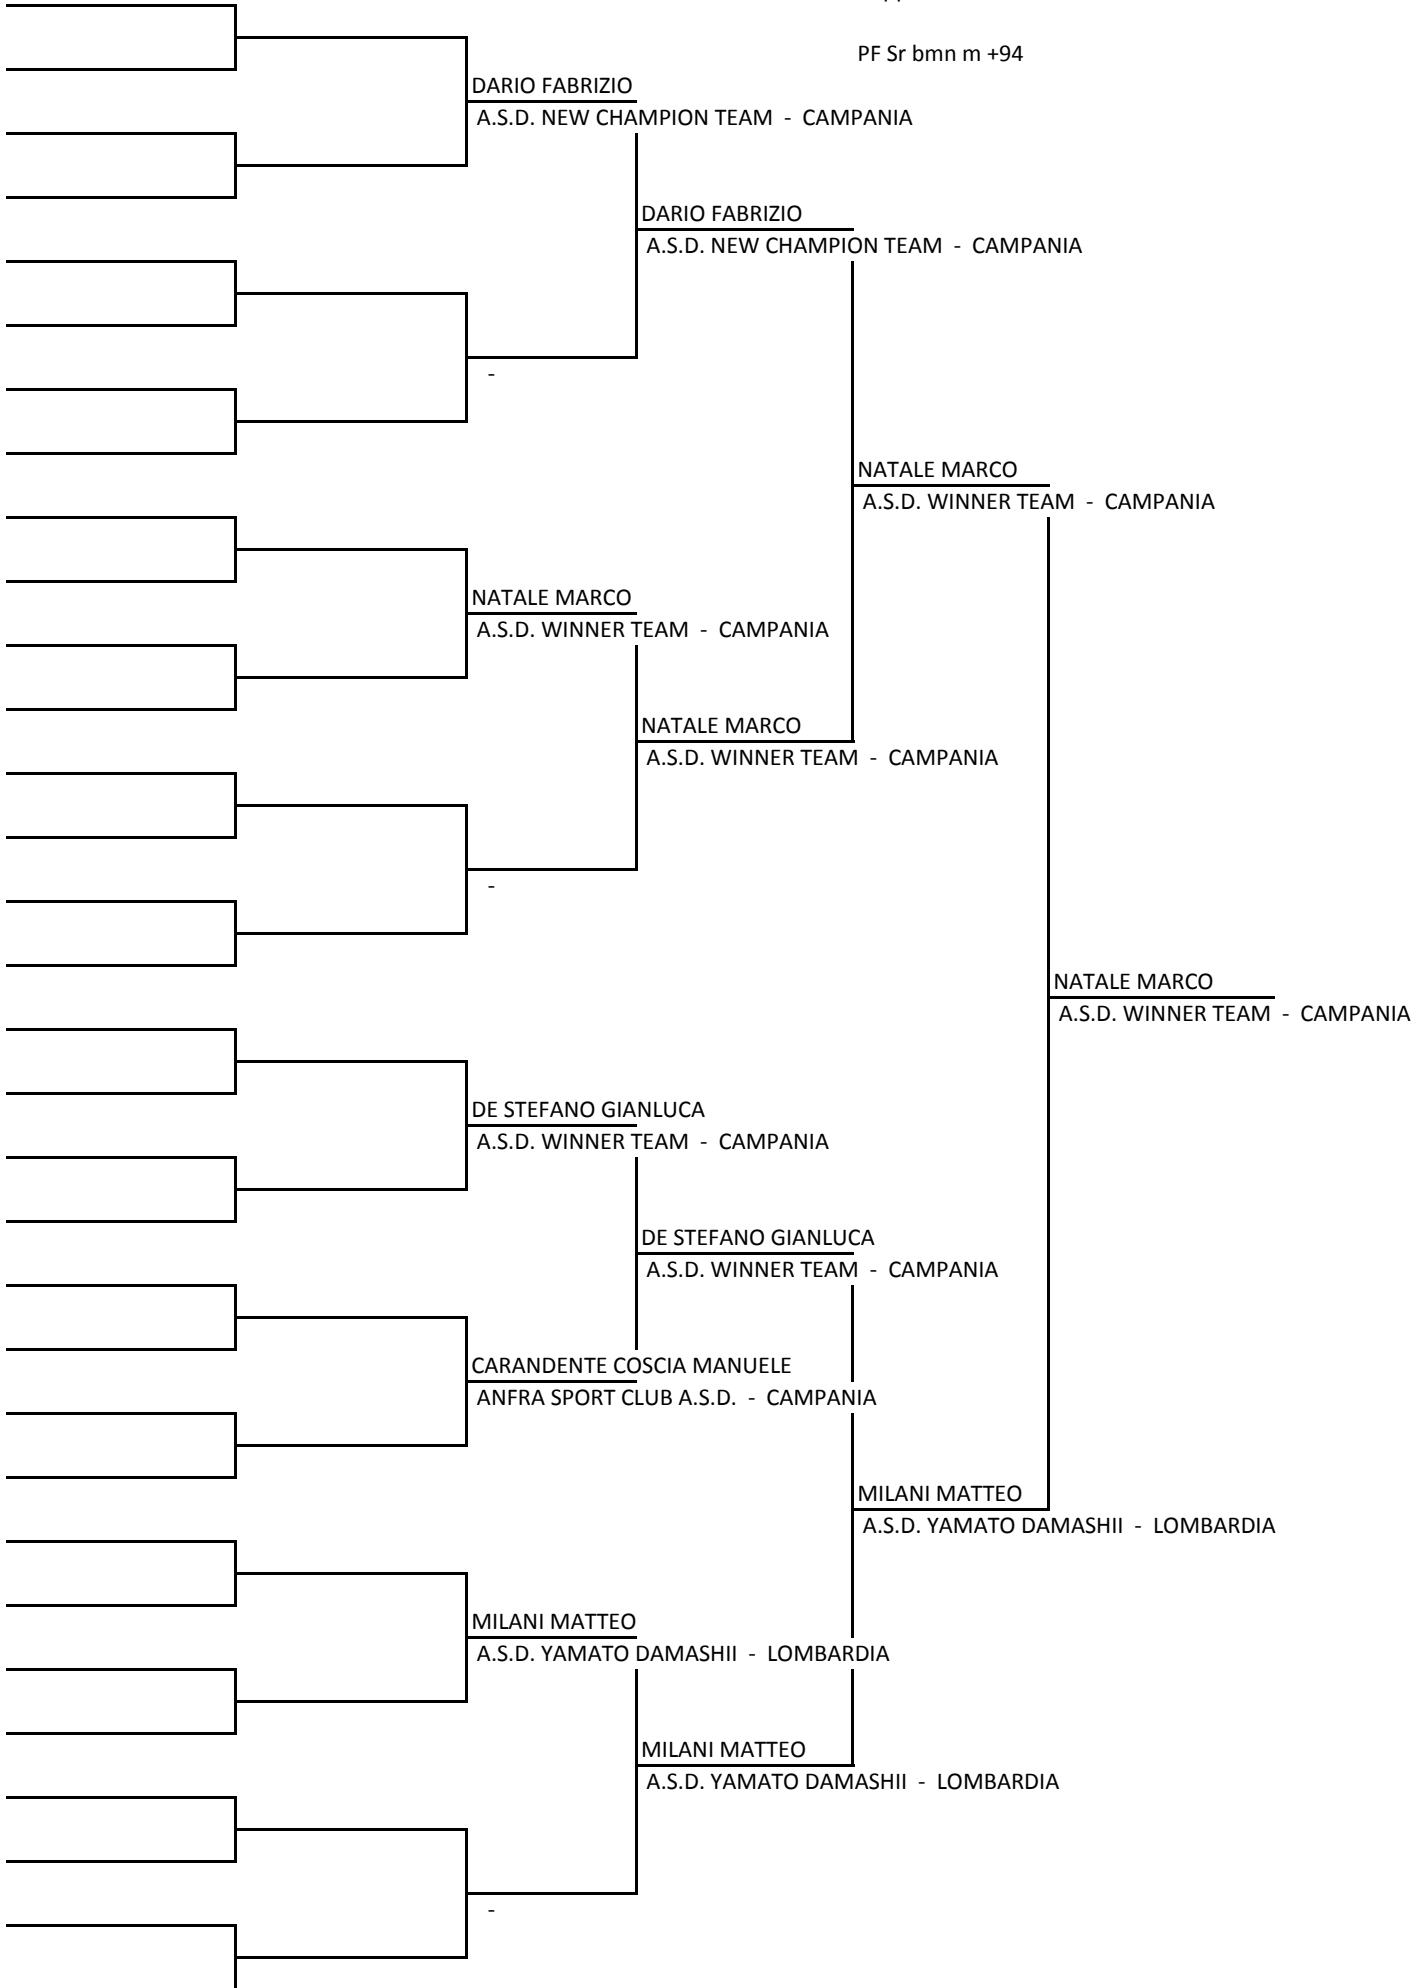 PF Sr bmn m +94
DARIO FABRIZIO
A.S.D. NEW CHAMPION TEAM - CAMPANIA
DARIO FABRIZIO
A.S.D. NEW CHAMPION TEAM - CAMPANIA
-
NATALE MARCO
A.S.D. WINNER TEAM - CAMPANIA
NATALE MARCO
A.S.D. WINNER TEAM - CAMPANIA
NATALE MARCO
A.S.D. WINNER TEAM - CAMPANIA
-
NATALE MARCO
A.S.D. WINNER TEAM - CAMPANIA
DE STEFANO GIANLUCA
A.S.D. WINNER TEAM - CAMPANIA
DE STEFANO GIANLUCA
A.S.D. WINNER TEAM - CAMPANIA
CARANDENTE COSCIA MANUELE
ANFRA SPORT CLUB A.S.D. - CAMPANIA
MILANI MATTEO
A.S.D. YAMATO DAMASHII - LOMBARDIA
MILANI MATTEO
A.S.D. YAMATO DAMASHII - LOMBARDIA
MILANI MATTEO
A.S.D. YAMATO DAMASHII - LOMBARDIA
-